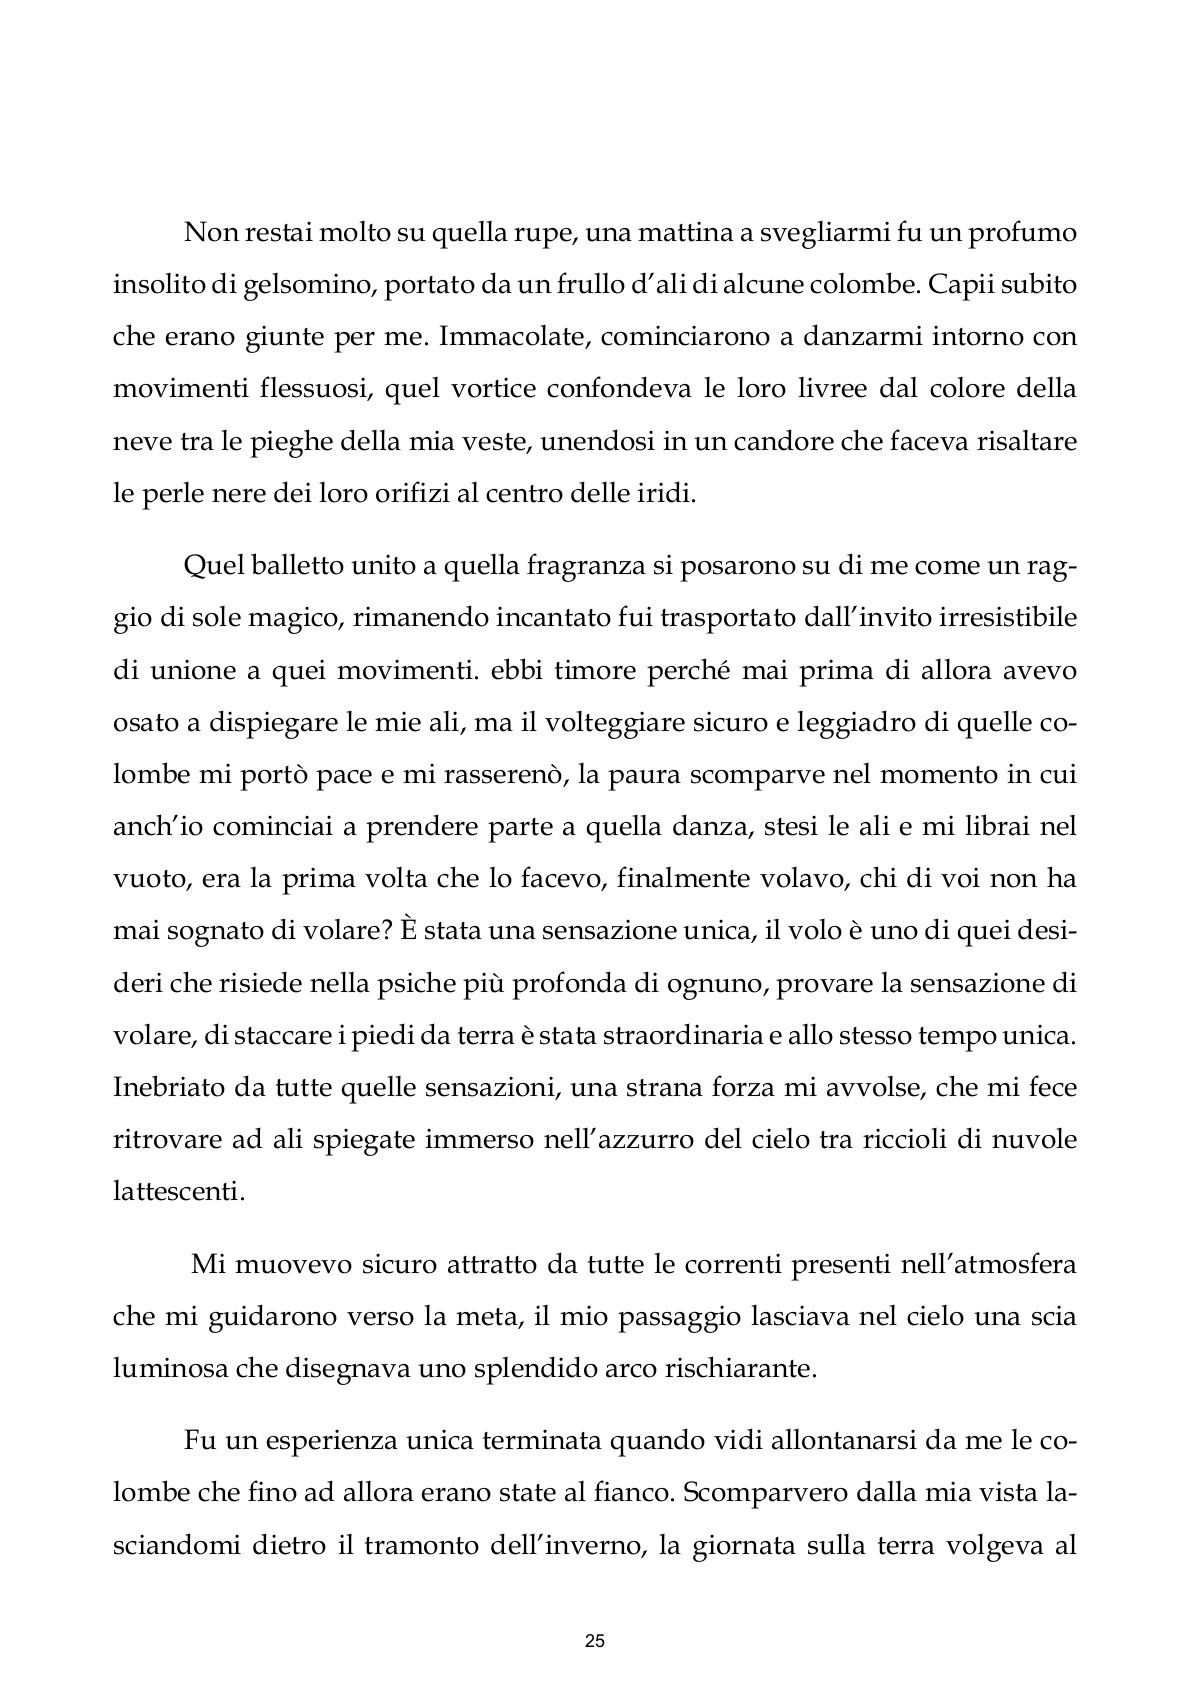 Non restai molto su quella rupe, una mattina a svegliarmi fu un profumo
insolito di gelsomino, portato da un frullo d’ali di alcune colombe. Capii subito
che erano giunte per me. Immacolate, cominciarono a danzarmi intorno con
movimenti flessuosi, quel vortice confondeva le loro livree dal colore della
neve tra le pieghe della mia veste, unendosi in un candore che faceva risaltare
le perle nere dei loro orifizi al centro delle iridi.
Quel balletto unito a quella fragranza si posarono su di me come un rag-
gio di sole magico, rimanendo incantato fui trasportato dall’invito irresistibile
di unione a quei movimenti. ebbi timore perché mai prima di allora avevo
osato a dispiegare le mie ali, ma il volteggiare sicuro e leggiadro di quelle co-
lombe mi portò pace e mi rasserenò, la paura scomparve nel momento in cui
anch’io cominciai a prendere parte a quella danza, stesi le ali e mi librai nel
vuoto, era la prima volta che lo facevo, finalmente volavo, chi di voi non ha
mai sognato di volare? È stata una sensazione unica, il volo è uno di quei desi-
deri che risiede nella psiche più profonda di ognuno, provare la sensazione di
volare, di staccare i piedi da terra è stata straordinaria e allo stesso tempo unica.
Inebriato da tutte quelle sensazioni, una strana forza mi avvolse, che mi fece
ritrovare ad ali spiegate immerso nell’azzurro del cielo tra riccioli di nuvole
lattescenti.
Mi muovevo sicuro attratto da tutte le correnti presenti nell’atmosfera
che mi guidarono verso la meta, il mio passaggio lasciava nel cielo una scia
luminosa che disegnava uno splendido arco rischiarante.
Fu un esperienza unica terminata quando vidi allontanarsi da me le co-
lombe che fino ad allora erano state al fianco. Scomparvero dalla mia vista la-
sciandomi dietro il tramonto dell’inverno, la giornata sulla terra volgeva al
25